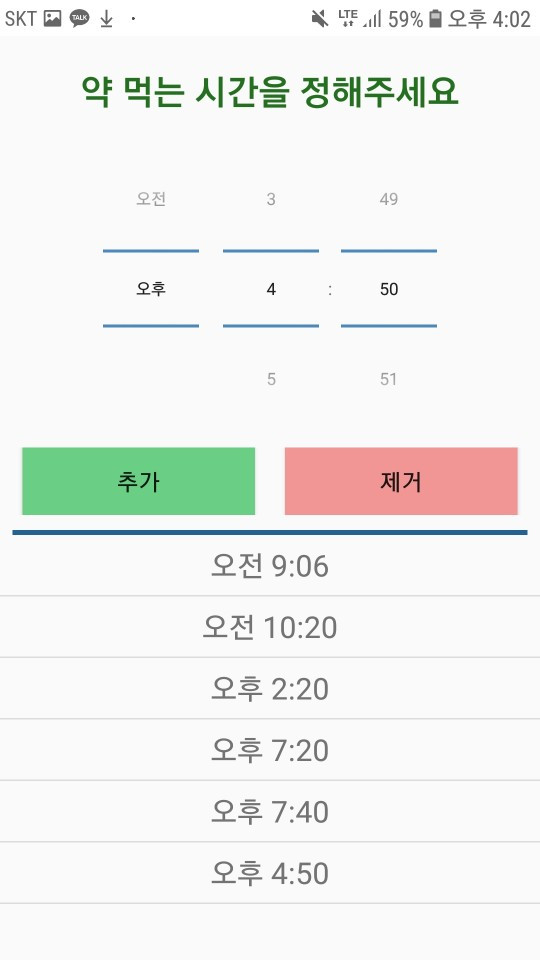 SKT TALK LTE 59% 오후 4:02
약 먹는 시간을 정해주세요
오전 3 49
오후 4 : 50
5 51
추가 제거
오전 9:06
오전 10:20
오후 2:20
오후 7:20
오후 7:40
오후 4:50